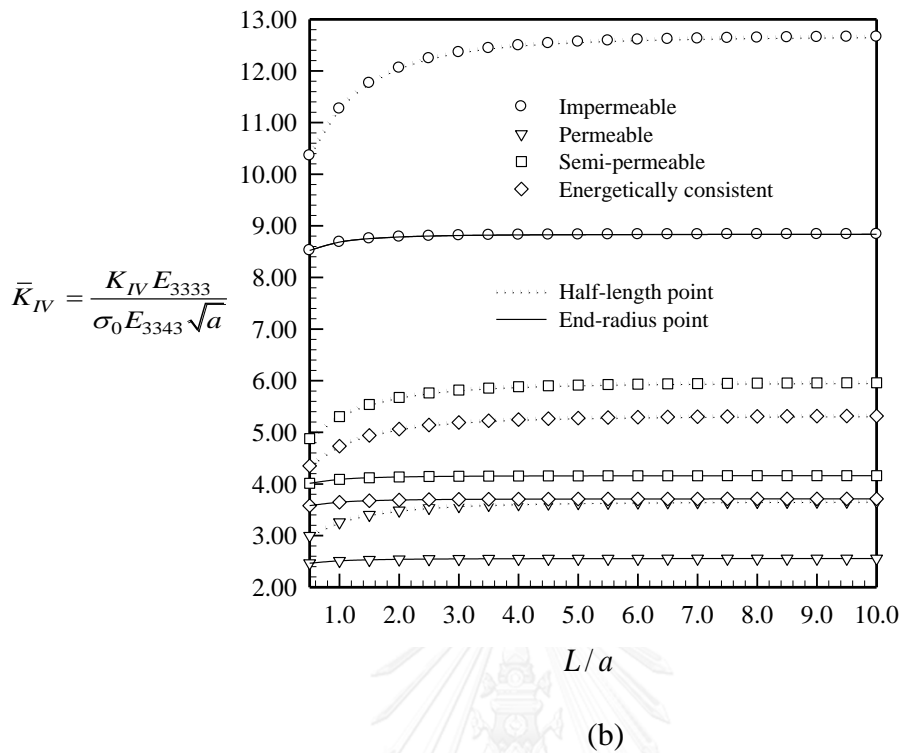 13.00
12.00
11.00
10.00
9.00
8.00
7.00
6.00
5.00
4.00
3.00
2.00
Impermeable
Permeable
Semi-permeable
Energetically consistent
Half-length point
End-radius point
K̄_IV = K_IV E_3333 / σ_0 E_3343 √a
1.0 2.0 3.0 4.0 5.0 6.0 7.0 8.0 9.0 10.0
L/a
(b)